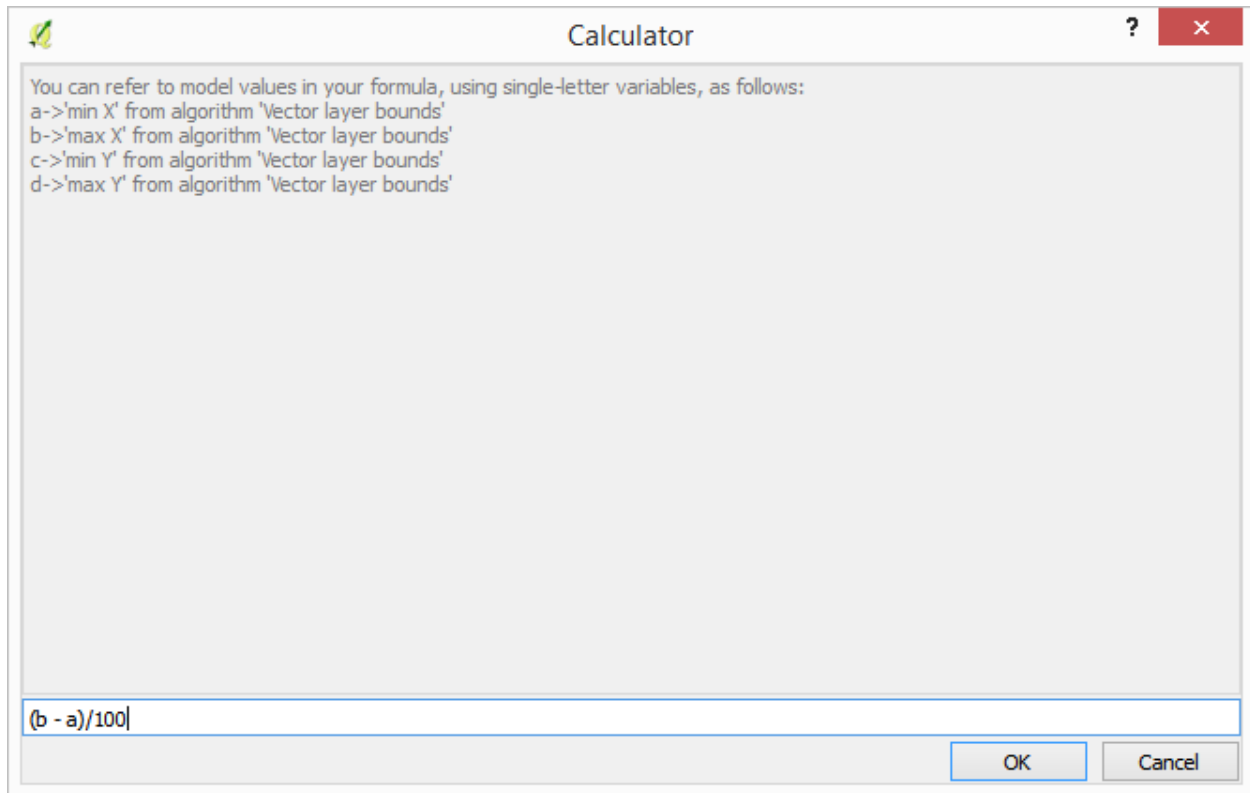 Calculator
?
×
You can refer to model values in your formula, using single-letter variables, as follows:
a->'min X' from algorithm 'Vector layer bounds'
b->'max X' from algorithm 'Vector layer bounds'
c->'min Y' from algorithm 'Vector layer bounds'
d->'max Y' from algorithm 'Vector layer bounds'
(b - a)/100
OK Cancel